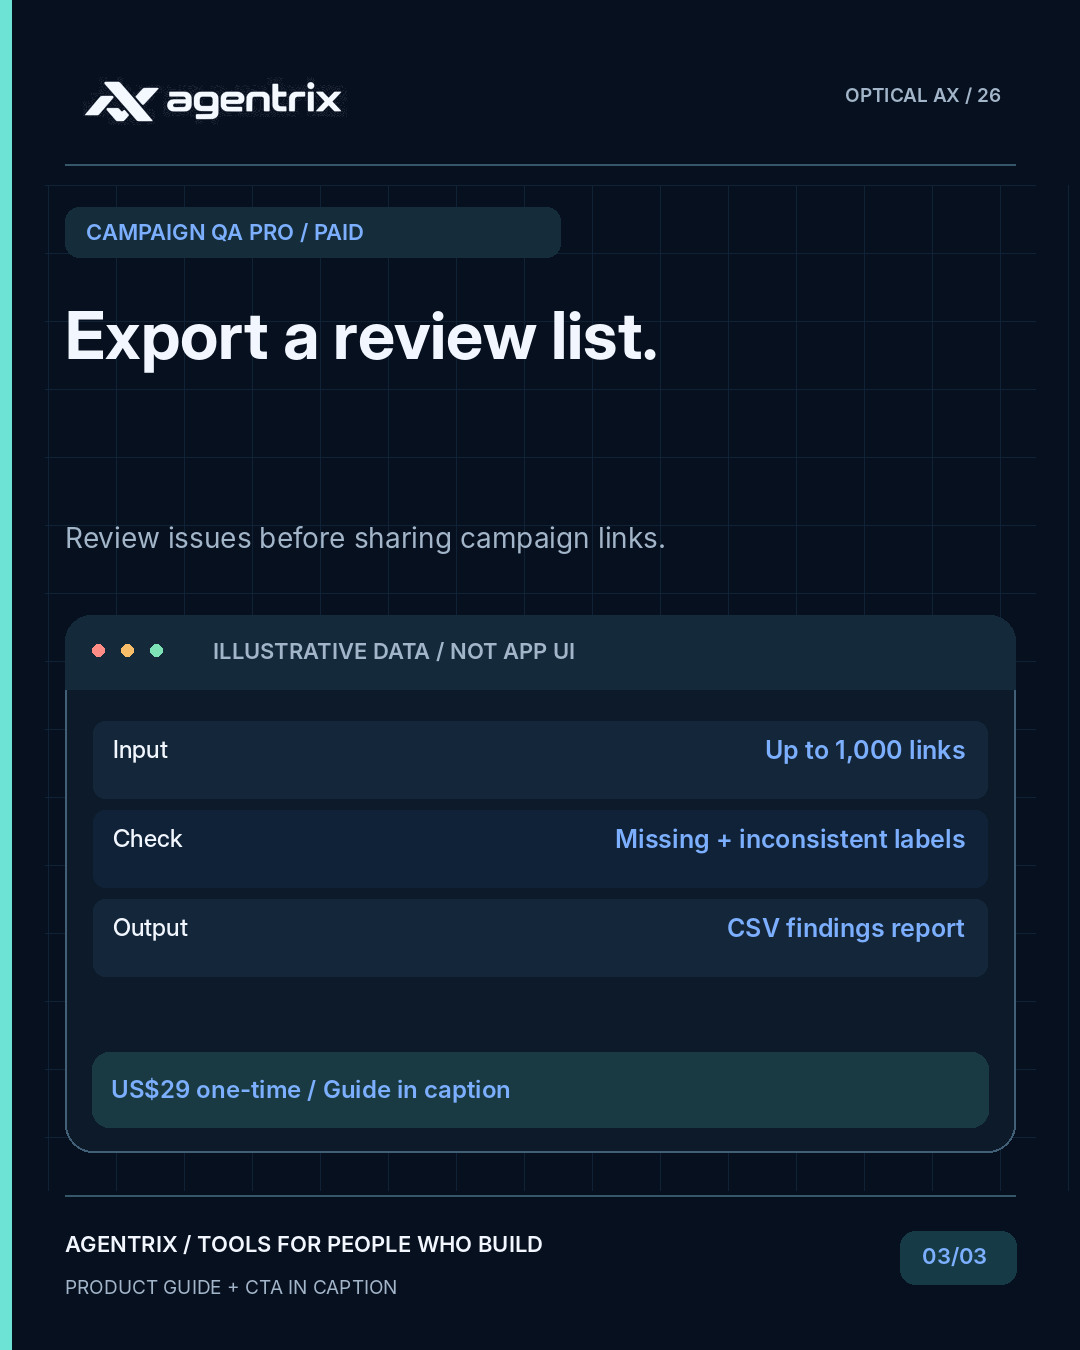 agentrix
OPTICAL AX / 26
CAMPAIGN QA PRO / PAID
Export a review list.
Review issues before sharing campaign links.
ILLUSTRATIVE DATA / NOT APP UI
Input Up to 1,000 links
Check Missing + inconsistent labels
Output CSV findings report
US$29 one-time / Guide in caption
AGENTRIX / TOOLS FOR PEOPLE WHO BUILD
03/03
PRODUCT GUIDE + CTA IN CAPTION